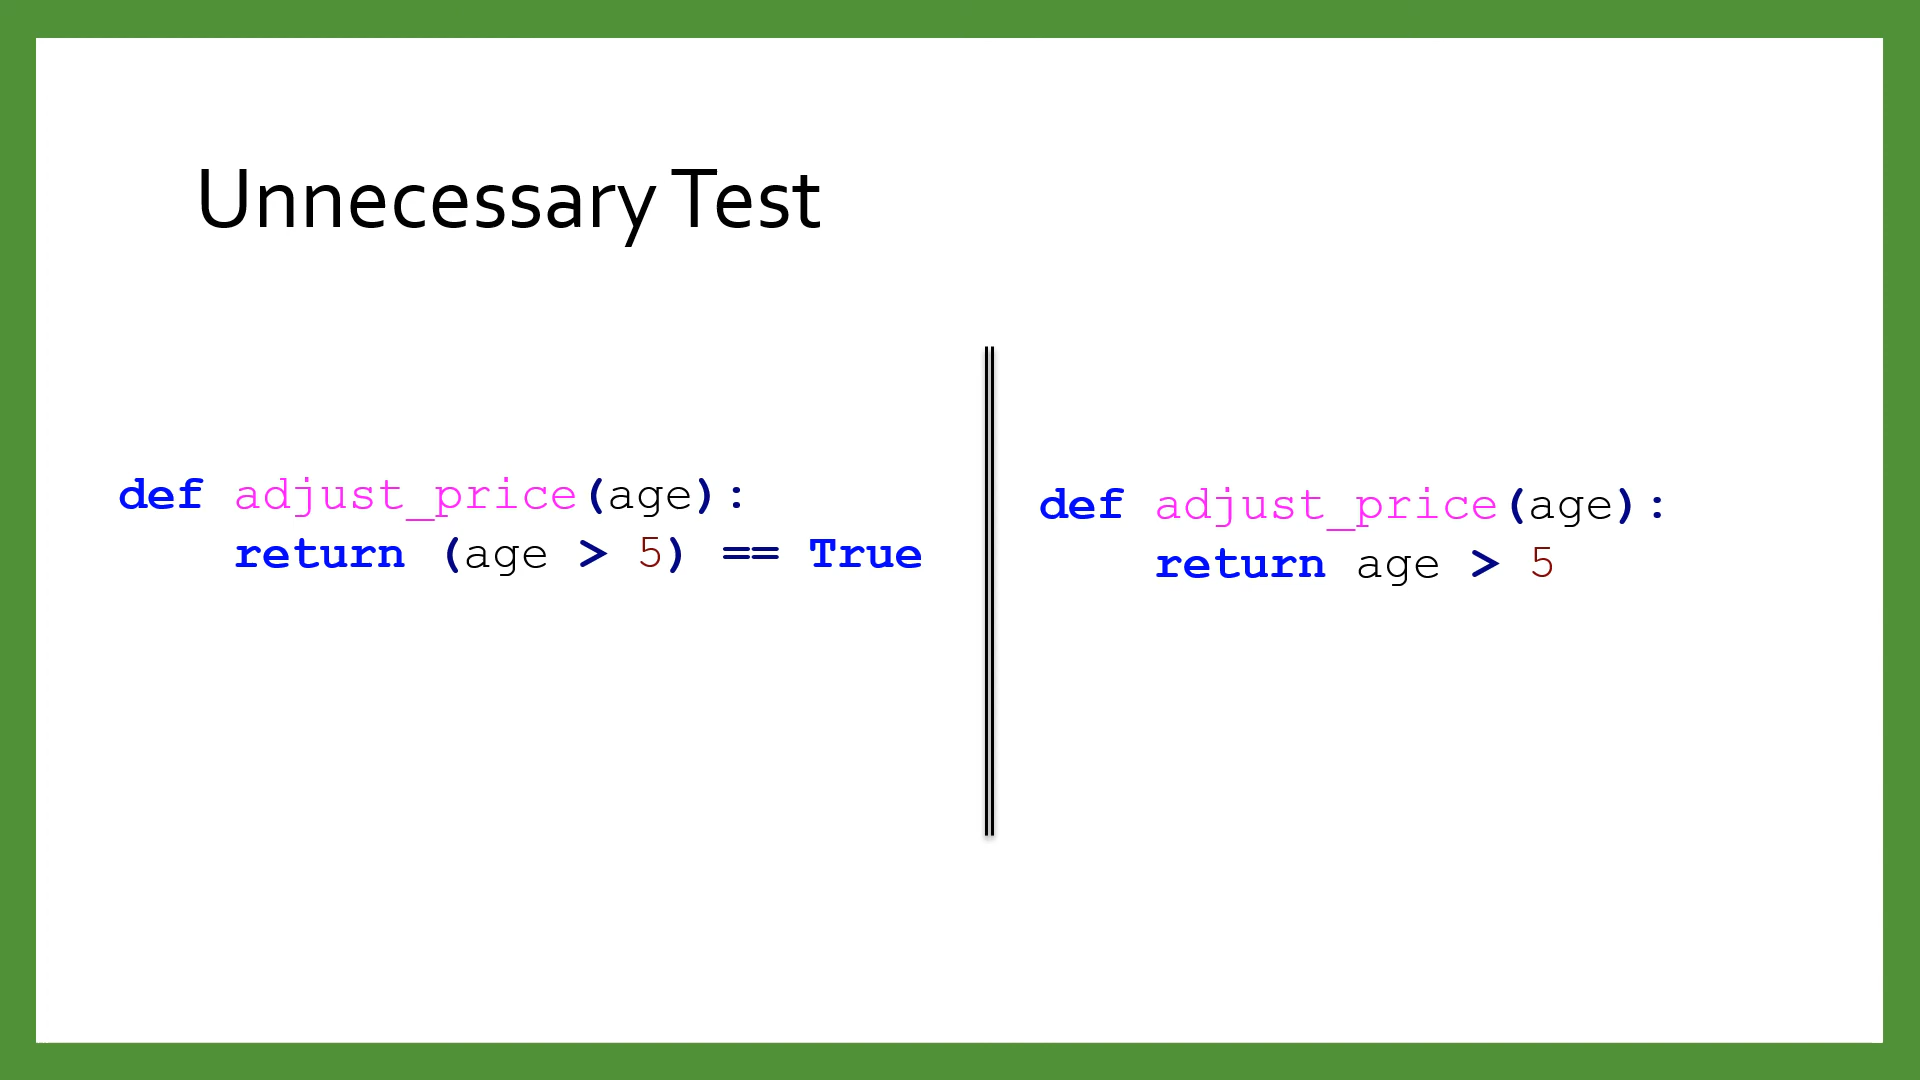 Unnecessary Test
def adjust_price(age):
    return (age > 5) == True
def adjust_price(age):
    return age > 5